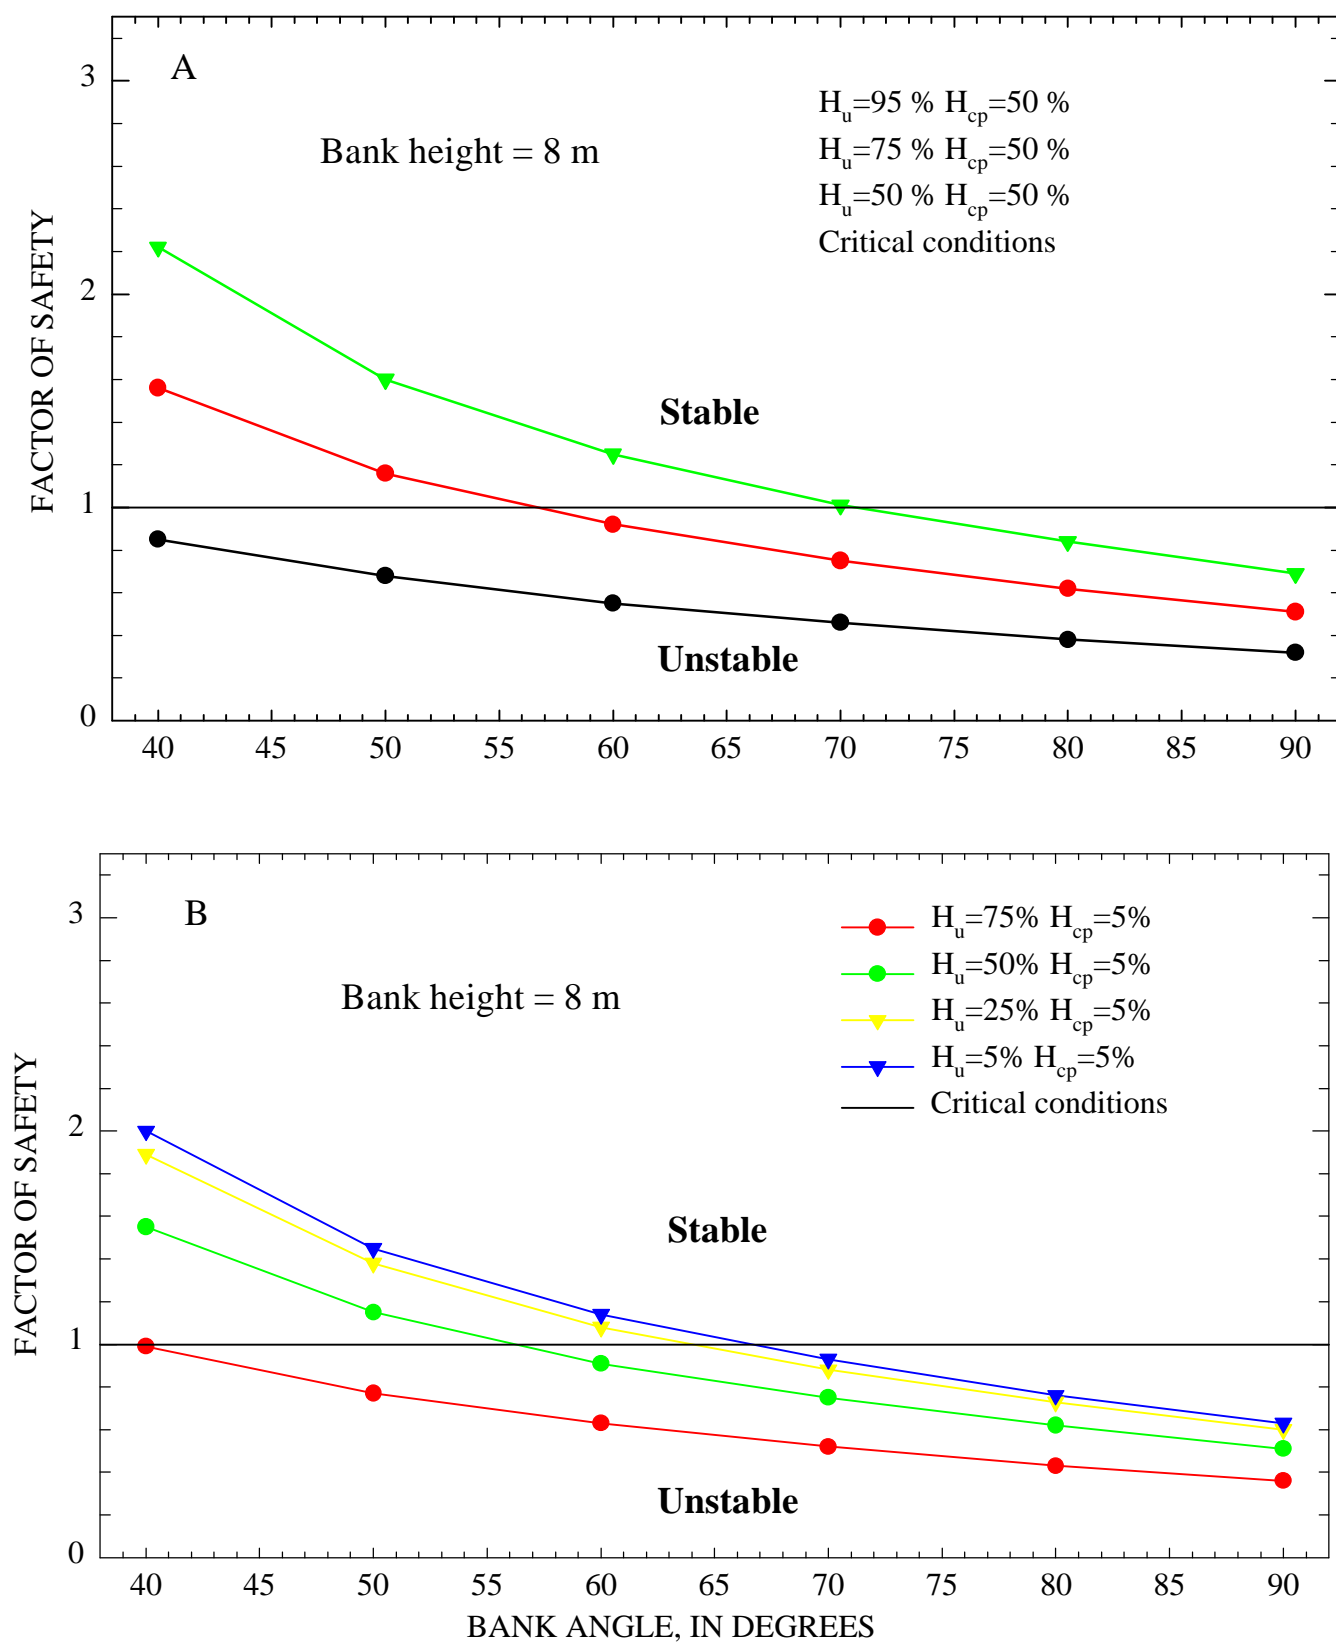 A
Bank height = 8 m
H_u=95 % H_cp=50 %
H_u=75 % H_cp=50 %
H_u=50 % H_cp=50 %
Critical conditions
FACTOR OF SAFETY
3
2
1
0
Stable
Unstable
40 45 50 55 60 65 70 75 80 85 90
B
Bank height = 8 m
H_u=75% H_cp=5%
H_u=50% H_cp=5%
H_u=25% H_cp=5%
H_u=5% H_cp=5%
Critical conditions
FACTOR OF SAFETY
3
2
1
0
Stable
Unstable
40 45 50 55 60 65 70 75 80 85 90
BANK ANGLE, IN DEGREES